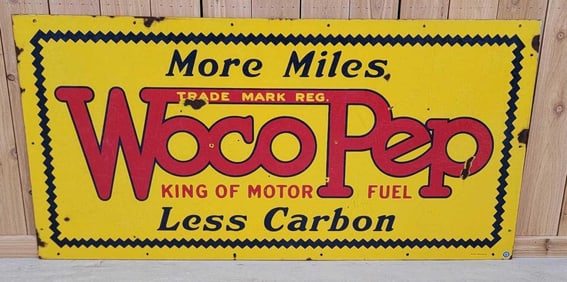 More Miles
TRADE MARK REG.
WocoPep
KING OF MOTOR FUEL
Less Carbon